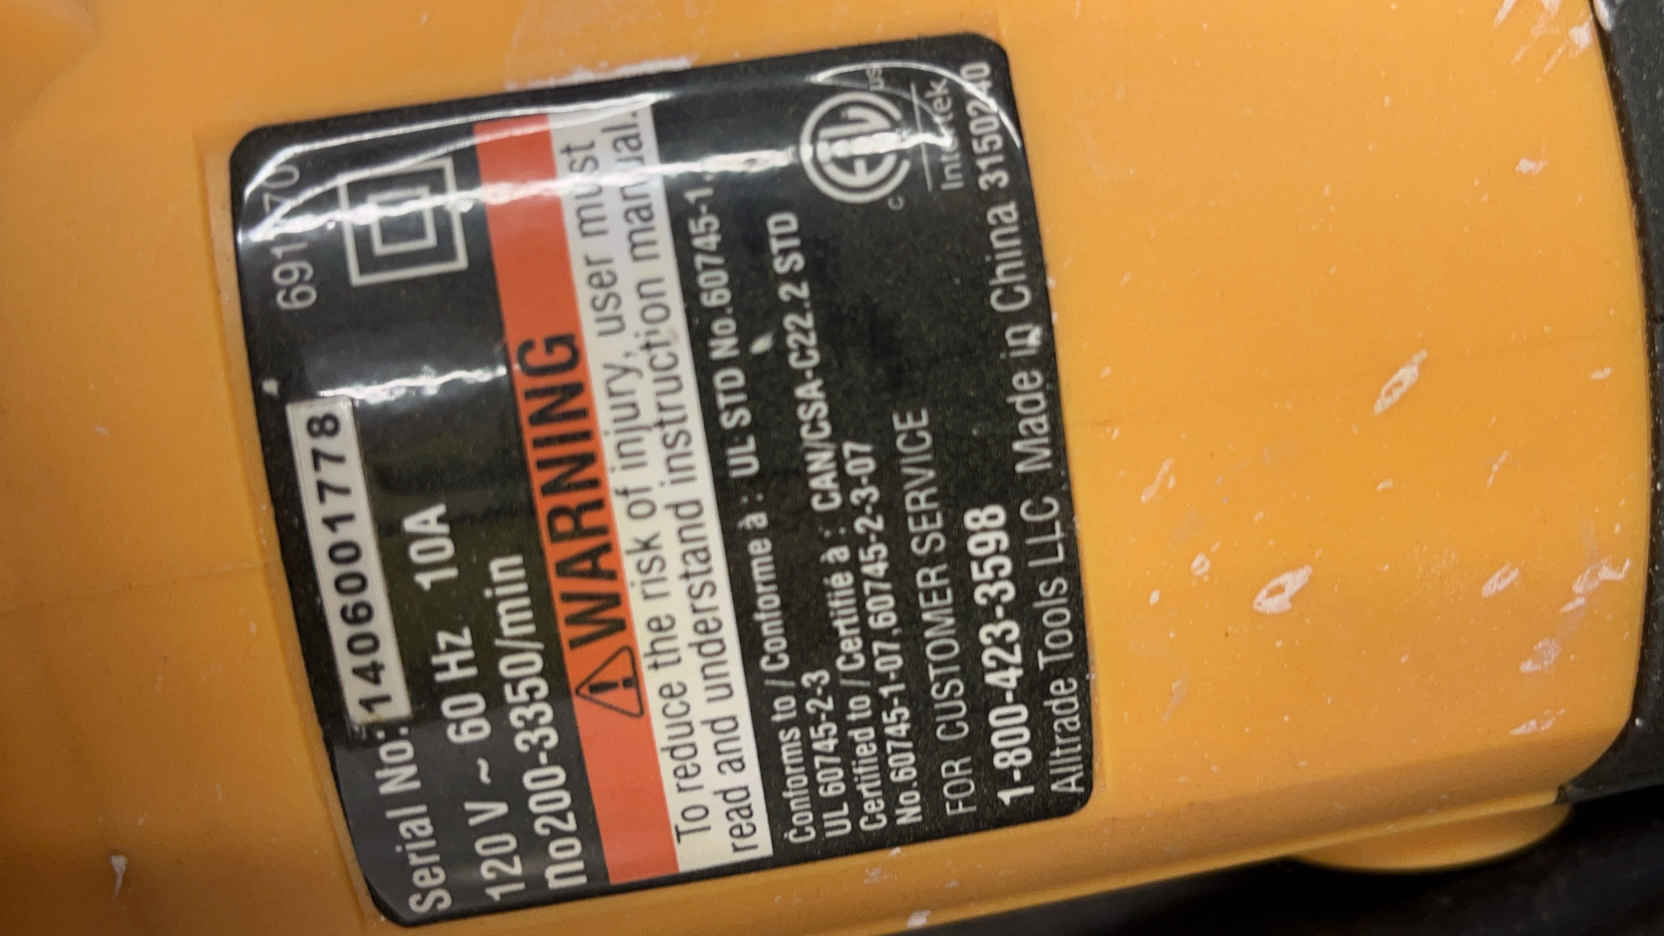 Serial No: 14060001778
120 V ~ 60 Hz 10A
no200-3350/min
WARNING
To reduce the risk of injury, user must
read and understand instruction manual.
Conforms to / Conforme à : UL STD No.60745-1,
UL 60745-2-3
Certified to / Certifié à : CAN/CSA-C22.2 STD
No.60745-1-07,60745-2-3-07
FOR CUSTOMER SERVICE
1-800-423-3598
Alltrade Tools LLC Made in China 3150240
c ETL us
Intertek